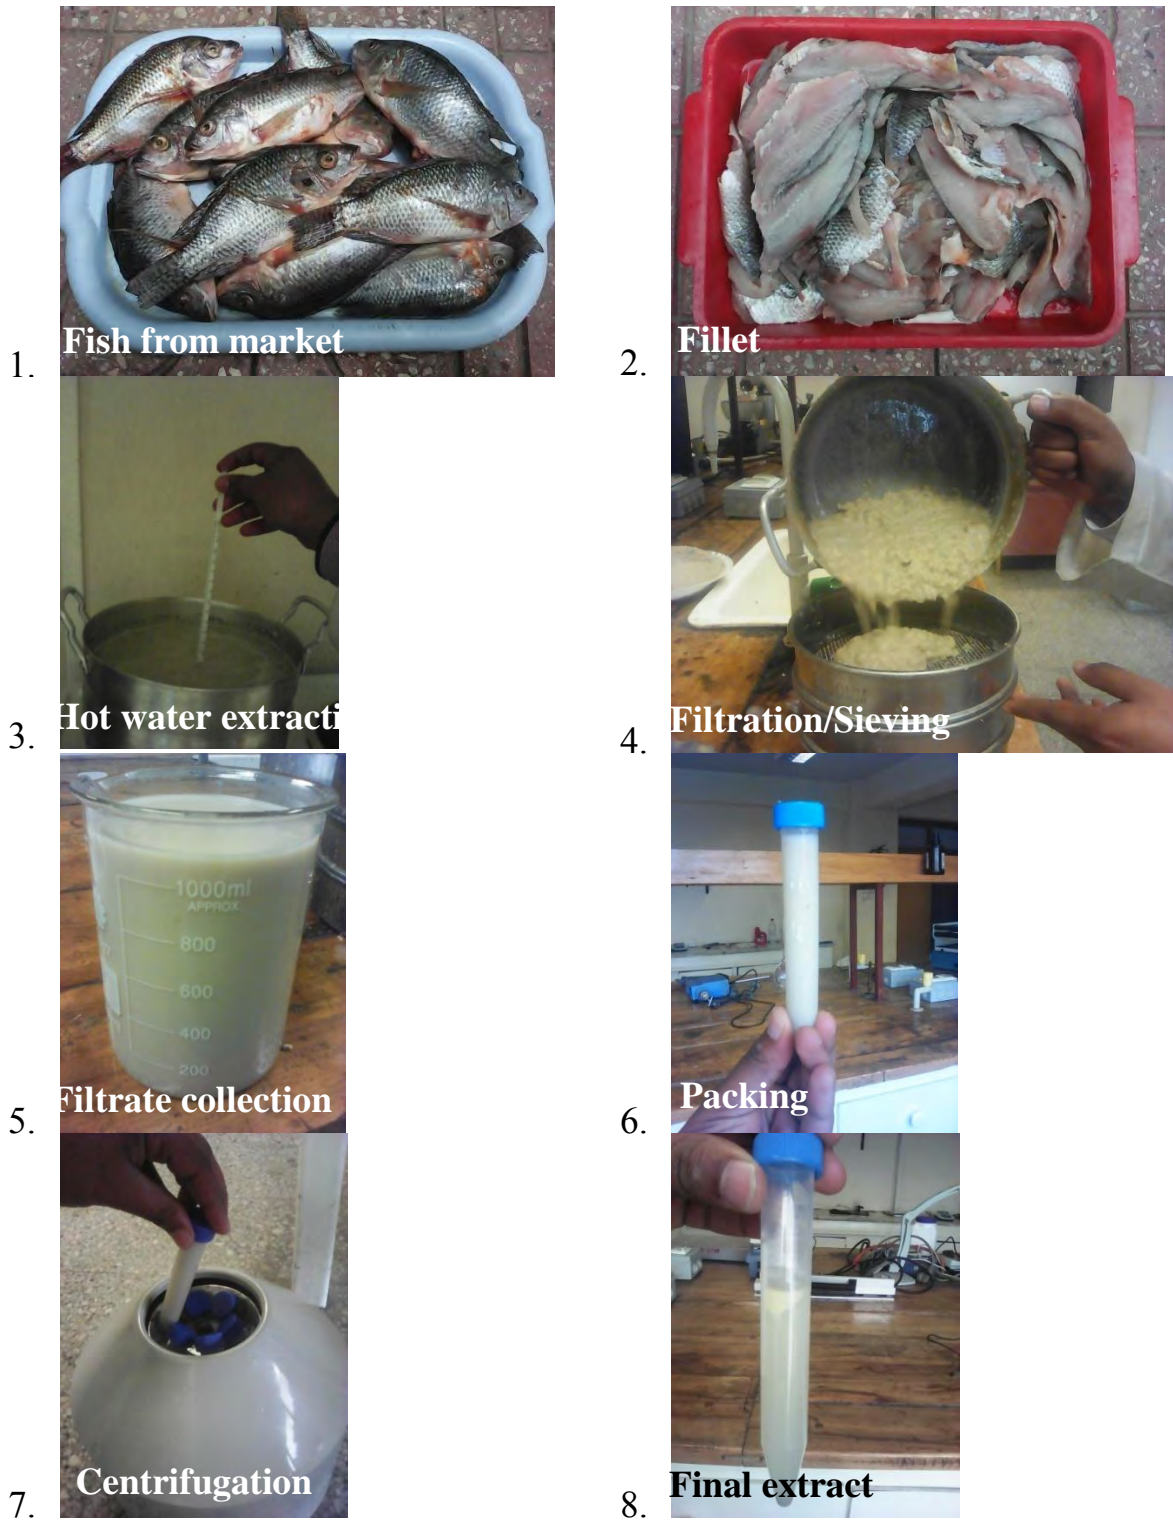 Fish from market
1.
Fillet
2.
Hot water extracti
3.
Filtration/Sieving
4.
1000ml
APPROX
800
600
400
200
Filtrate collection
5.
Packing
6.
Centrifugation
7.
Final extract
8.